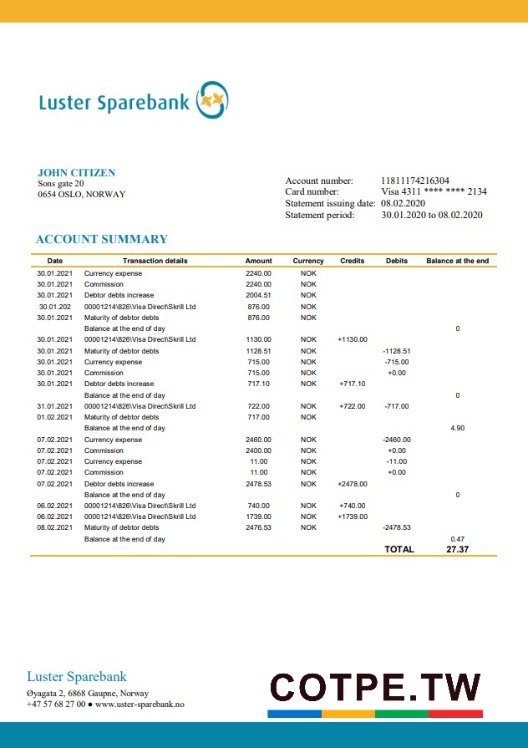 Luster Sparebank
JOHN CITIZEN
Sons gate 20
0654 OSLO, NORWAY
Account number: 11811174216304
Card number: Visa 4311 **** **** 2134
Statement issuing date: 08.02.2020
Statement period: 30.01.2020 to 08.02.2020
ACCOUNT SUMMARY
Date Transaction details Amount Currency Credits Debits Balance at the end
30.01.2021 Currency expense 2240.00 NOK
30.01.2021 Commission 2240.00 NOK
30.01.2021 Debtor debts increase 2004.51 NOK
30.01.202 00001214\826\Visa Direct\Skrill Ltd 876.00 NOK
30.01.2021 Maturity of debtor debts 876.00 NOK
Balance at the end of day 0
30.01.2021 00001214\826\Visa Direct\Skrill Ltd 1130.00 NOK +1130.00
30.01.2021 Maturity of debtor debts 1128.51 NOK -1128.51
30.01.2021 Currency expense 715.00 NOK -715.00
30.01.2021 Commission 715.00 NOK +0.00
30.01.2021 Debtor debts increase 717.10 NOK +717.10
Balance at the end of day 0
31.01.2021 00001214\826\Visa Direct\Skrill Ltd 722.00 NOK +722.00 -717.00
01.02.2021 Maturity of debtor debts 717.00 NOK
Balance at the end of day 4.90
07.02.2021 Currency expense 2460.00 NOK -2460.00
07.02.2021 Commission 2400.00 NOK +0.00
07.02.2021 Currency expense 11.00 NOK -11.00
07.02.2021 Commission 11.00 NOK +0.00
07.02.2021 Debtor debts increase 2478.53 NOK +2478.00
Balance at the end of day 0
06.02.2021 00001214\826\Visa Direct\Skrill Ltd 740.00 NOK +740.00
06.02.2021 00001214\826\Visa Direct\Skrill Ltd 1739.00 NOK +1739.00
08.02.2021 Maturity of debtor debts 2476.53 NOK -2478.53
Balance at the end of day 0.47
TOTAL 27.37
Luster Sparebank
Øyagata 2, 6868 Gaupne, Norway
+47 57 68 27 00 ● www.uster-sparebank.no
COTPE.TW